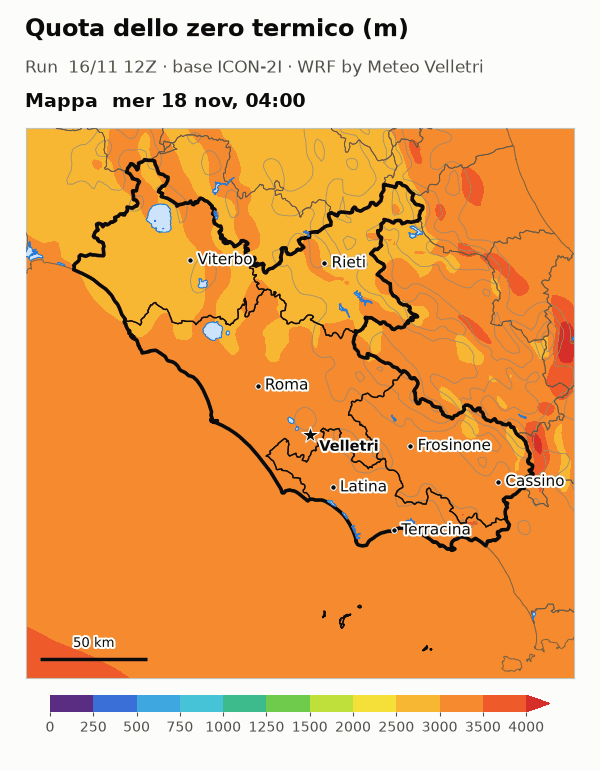 Quota dello zero termico (m)
Run  16/11 12Z · base ICON-2I · WRF by Meteo Velletri
Mappa  mer 18 nov, 04:00
Viterbo
Rieti
Roma
Velletri
Frosinone
Cassino
Latina
Terracina
50 km
0 250 500 750 1000 1250 1500 2000 2500 3000 3500 4000